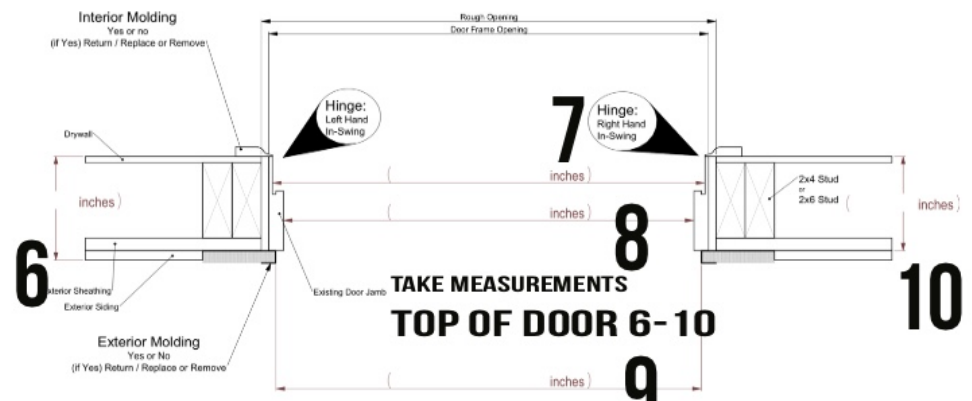 Interior Molding
Yes or no
(if Yes) Return / Replace or Remove
Rough Opening
Door Frame Opening
Hinge:
Left Hand
In-Swing
7
Hinge:
Right Hand
In-Swing
Drywall
( inches )
2x4 Stud
or
2x6 Stud
inches )
( inches )
( inches )
6
8
10
Exterior Sheathing
Exterior Siding
Existing Door Jamb
TAKE MEASUREMENTS
TOP OF DOOR 6-10
Exterior Molding
Yes or No
(if Yes) Return / Replace or Remove
( inches )
9